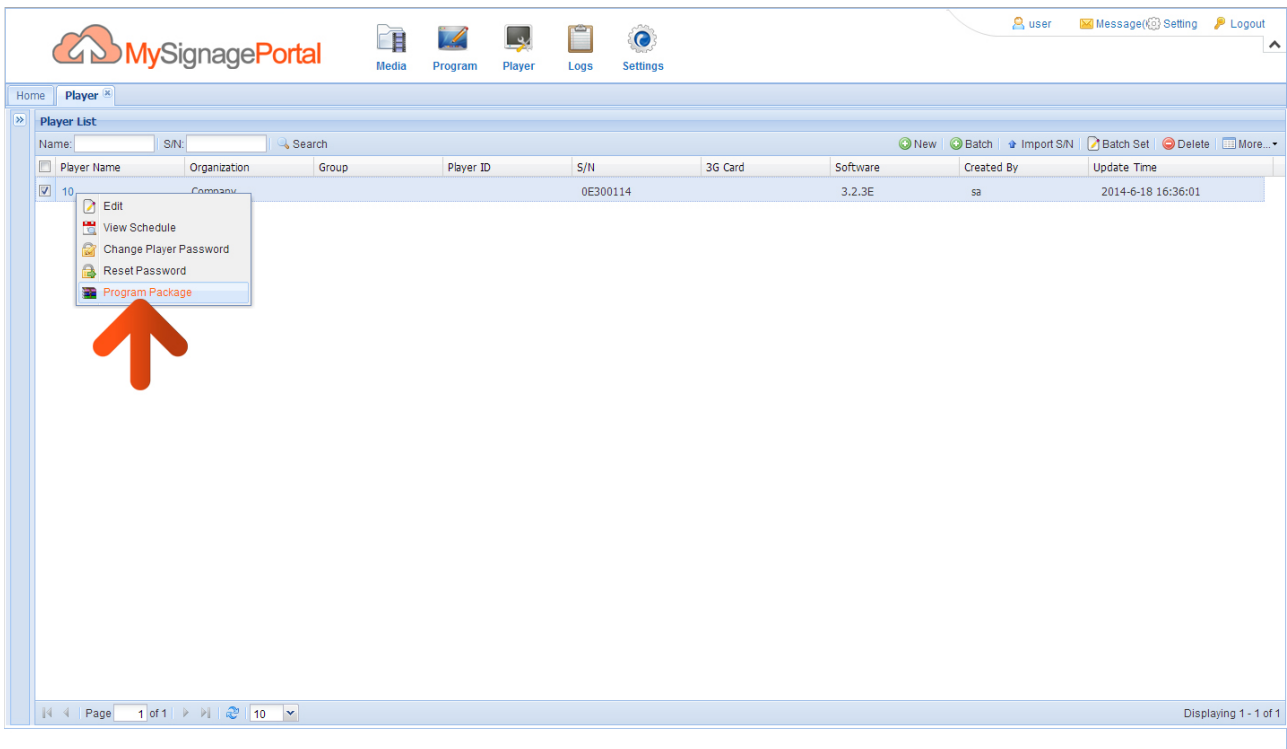 user Message( Setting Logout
MySignagePortal
Media Program Player Logs Settings
Home Player
Player List
Name: S/N: Search New Batch Import S/N Batch Set Delete More...
Player Name Organization Group Player ID S/N 3G Card Software Created By Update Time
10 Company 0E300114 3.2.3E sa 2014-6-18 16:36:01
Edit
View Schedule
Change Player Password
Reset Password
Program Package
Page 1 of 1 10 Displaying 1 - 1 of 1